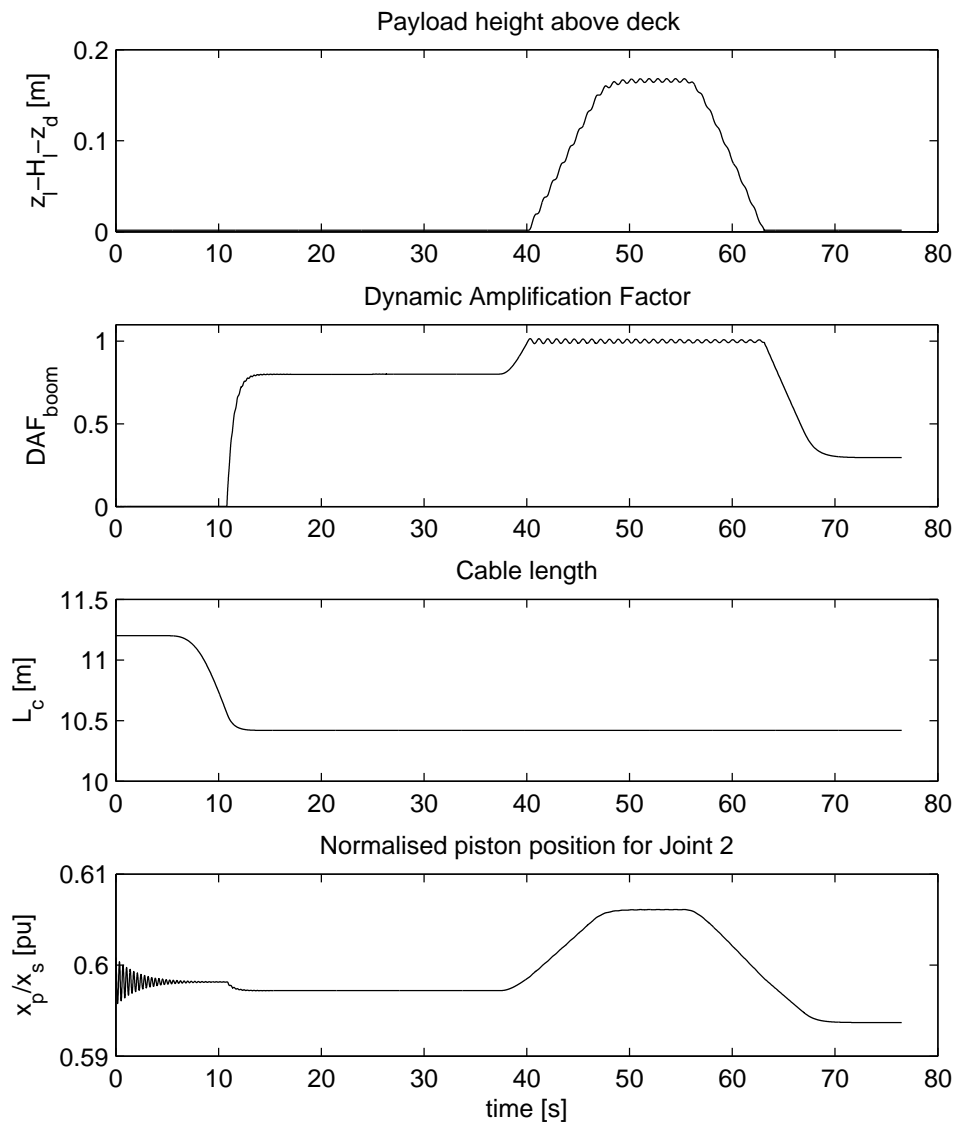 Payload height above deck
0.2
0.1
0
z_l−H_l−z_d [m]
0 10 20 30 40 50 60 70 80
Dynamic Amplification Factor
1
0.5
0
DAF_boom
0 10 20 30 40 50 60 70 80
Cable length
11.5
11
10.5
10
L_c [m]
0 10 20 30 40 50 60 70 80
Normalised piston position for Joint 2
0.61
0.6
0.59
x_p/x_s [pu]
0 10 20 30 40 50 60 70 80
time [s]